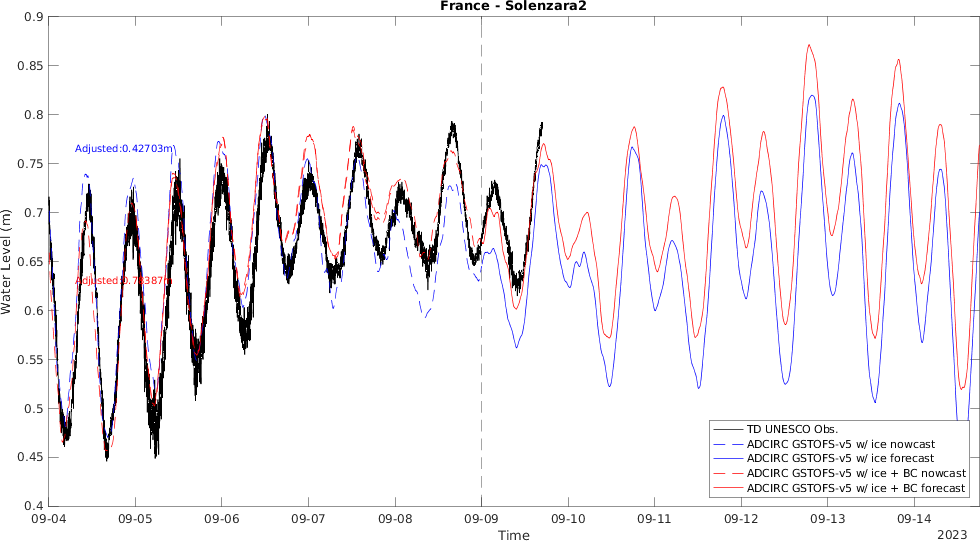 France - Solenzara2
0.9
0.85
0.8
0.75
0.7
0.65
0.6
0.55
0.5
0.45
0.4
Water Level (m)
Adjusted:0.42703m
TD UNESCO Obs.
ADCIRC GSTOFS-v5 w/ ice nowcast
ADCIRC GSTOFS-v5 w/ ice forecast
ADCIRC GSTOFS-v5 w/ ice + BC nowcast
ADCIRC GSTOFS-v5 w/ ice + BC forecast
09-04 09-05 09-06 09-07 09-08 09-09 09-10 09-11 09-12 09-13 09-14
Time
2023